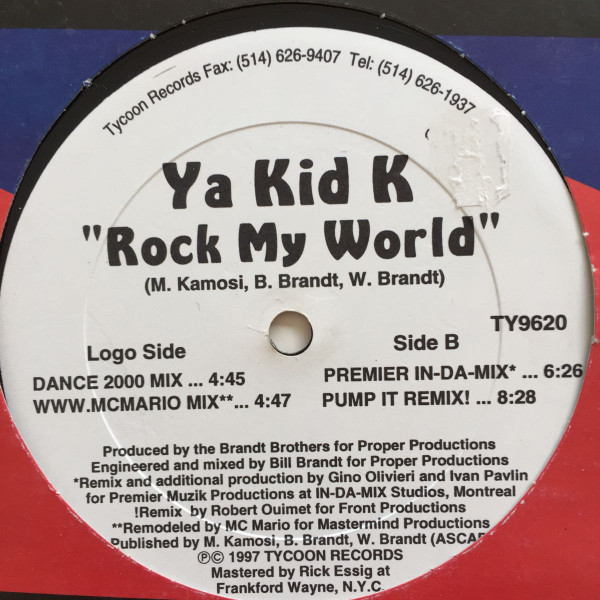 Tycoon Records Fax: (514) 626-9407 Tel: (514) 626-1937
Ya Kid K
"Rock My World"
(M. Kamosi, B. Brandt, W. Brandt)
TY9620
Logo Side
DANCE 2000 MIX ... 4:45
WWW.MCMARIO MIX**... 4:47
Side B
PREMIER IN-DA-MIX* ... 6:26
PUMP IT REMIX! ... 8:28
Produced by the Brandt Brothers for Proper Productions
Engineered and mixed by Bill Brandt for Proper Productions
*Remix and additional production by Gino Olivieri and Ivan Pavlin
for Premier Muzik Productions at IN-DA-MIX Studios, Montreal
!Remix by Robert Ouimet for Front Productions
**Remodeled by MC Mario for Mastermind Productions
Published by M. Kamosi, B. Brandt, W. Brandt (ASCAP
℗© 1997 TYCOON RECORDS
Mastered by Rick Essig at
Frankford Wayne, N.Y.C.